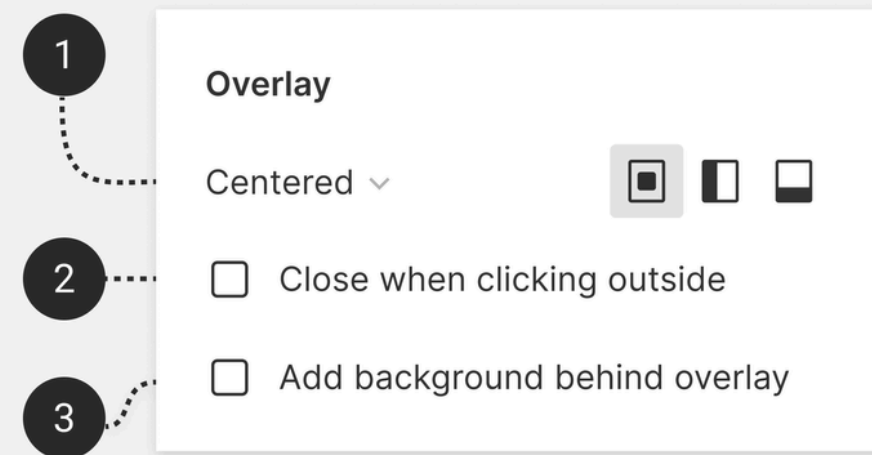 1
Overlay
Centered
2
Close when clicking outside
3
Add background behind overlay